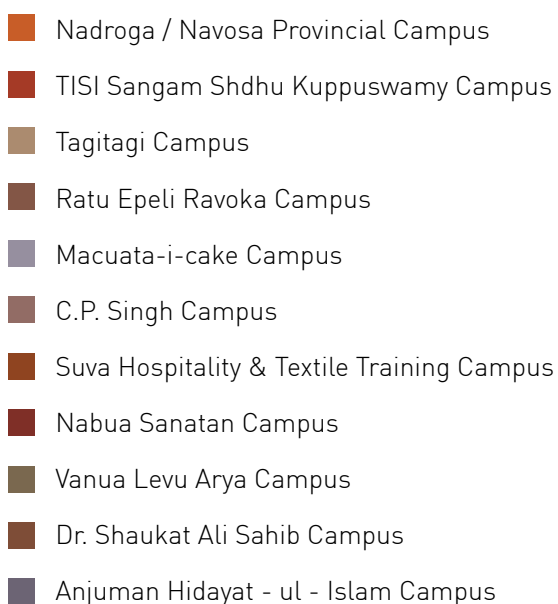 Nadroga / Navosa Provincial Campus
TISI Sangam Shdhu Kuppuswamy Campus
Tagitagi Campus
Ratu Epeli Ravoka Campus
Macuata-i-cake Campus
C.P. Singh Campus
Suva Hospitality & Textile Training Campus
Nabua Sanatan Campus
Vanua Levu Arya Campus
Dr. Shaukat Ali Sahib Campus
Anjuman Hidayat - ul - Islam Campus